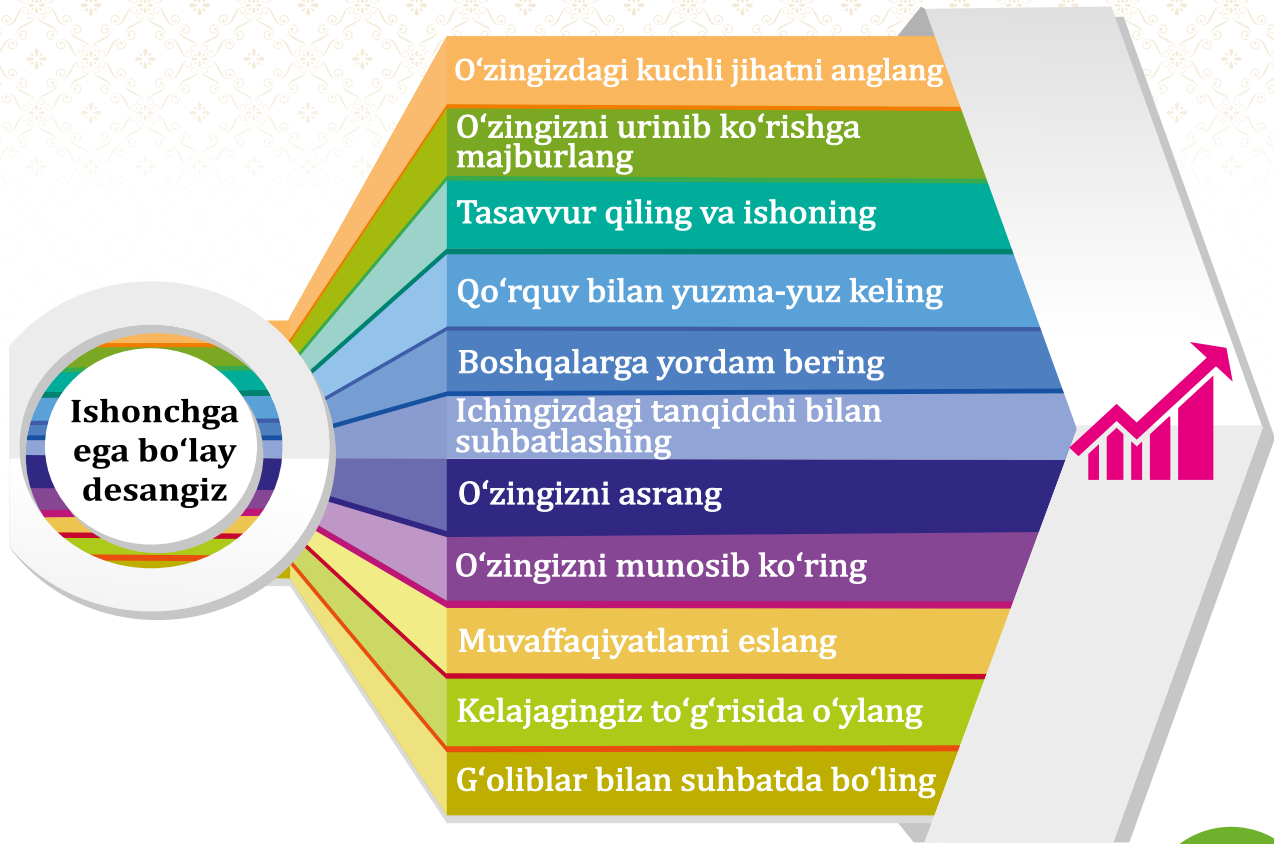 Ishonchga
ega bo‘lay
desangiz
O‘zingizdagi kuchli jihatni anglang
O‘zingizni urinib ko‘rishga
majburlang
Tasavvur qiling va ishoning
Qo‘rquv bilan yuzma-yuz keling
Boshqalarga yordam bering
Ichingizdagi tanqidchi bilan
suhbatlashing
O‘zingizni asrang
O‘zingizni munosib ko‘ring
Muvaffaqiyatlarni eslang
Kelajagingiz to‘g‘risida o‘ylang
G‘oliblar bilan suhbatda bo‘ling